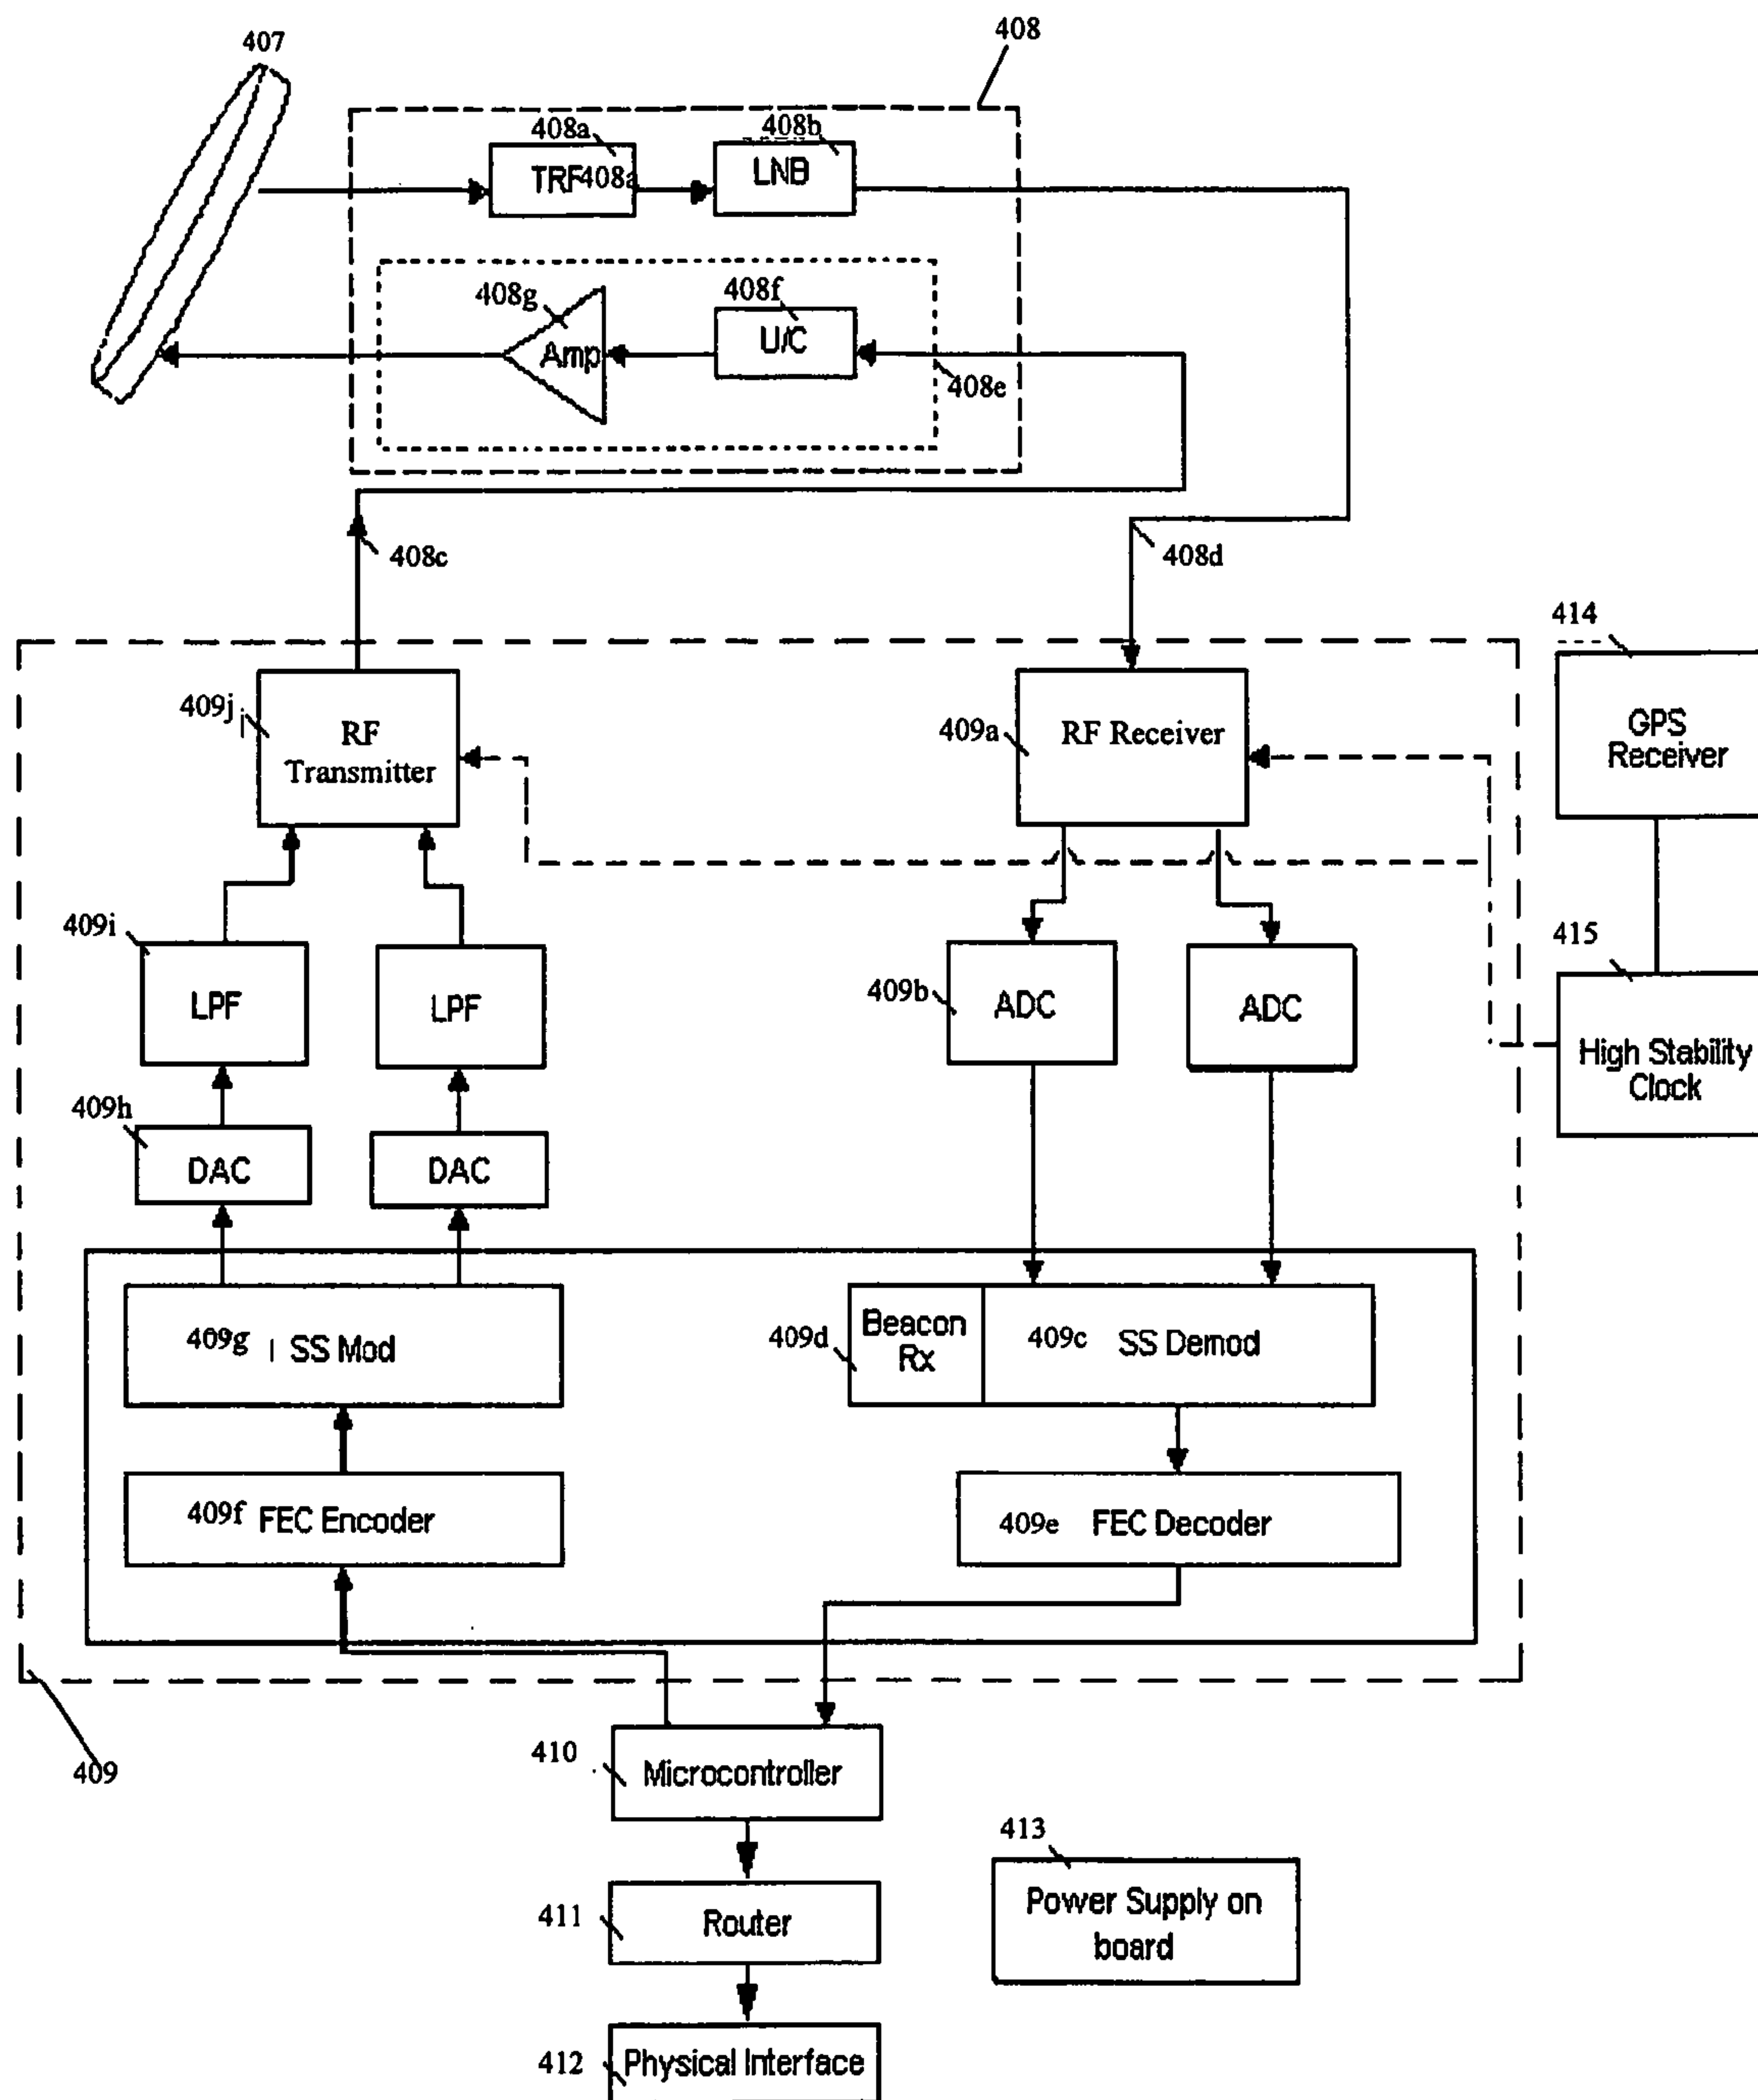 407
408
408a
408b
TRF408a
LNB
408g
408f
Amp
U/C
408e
408c
408d
414
409j
RF
Transmitter
409a
RF Receiver
GPS
Receiver
409i
LPF
LPF
409b
ADC
ADC
415
High Stability
Clock
409h
DAC
DAC
409g
SS Mod
409d
Beacon
Rx
409c
SS Demod
409f
FEC Encoder
409e
FEC Decoder
409
410
Microcontroller
413
Power Supply on
board
411
Router
412
Physical Interface